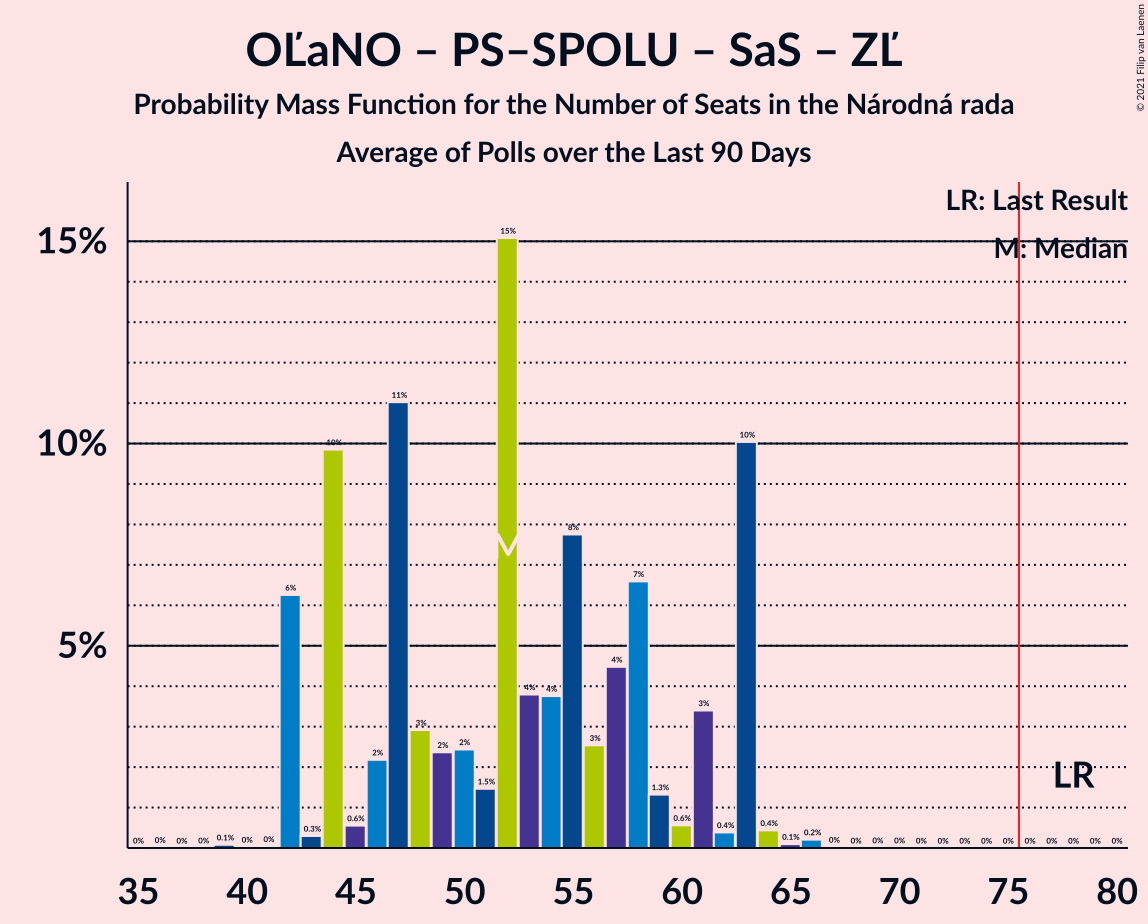 OĽaNO – PS–SPOLU – SaS – ZĽ
Probability Mass Function for the Number of Seats in the Národná rada
Average of Polls over the Last 90 Days
© 2021 Filip van Laenen
LR: Last Result
M: Median
15%
10%
5%
0% 0% 0% 0% 0.1% 0% 0% 6% 0.3% 10% 0.6% 2% 11% 3% 2% 2% 1.5% 15% 4% 4% 8% 3% 4% 7% 1.3% 0.6% 3% 0.4% 10% 0.4% 0.1% 0.2% 0% 0% 0% 0% 0% 0% 0% 0% 0% 0% 0% 0% 0% 0%
M
LR
35 40 45 50 55 60 65 70 75 80